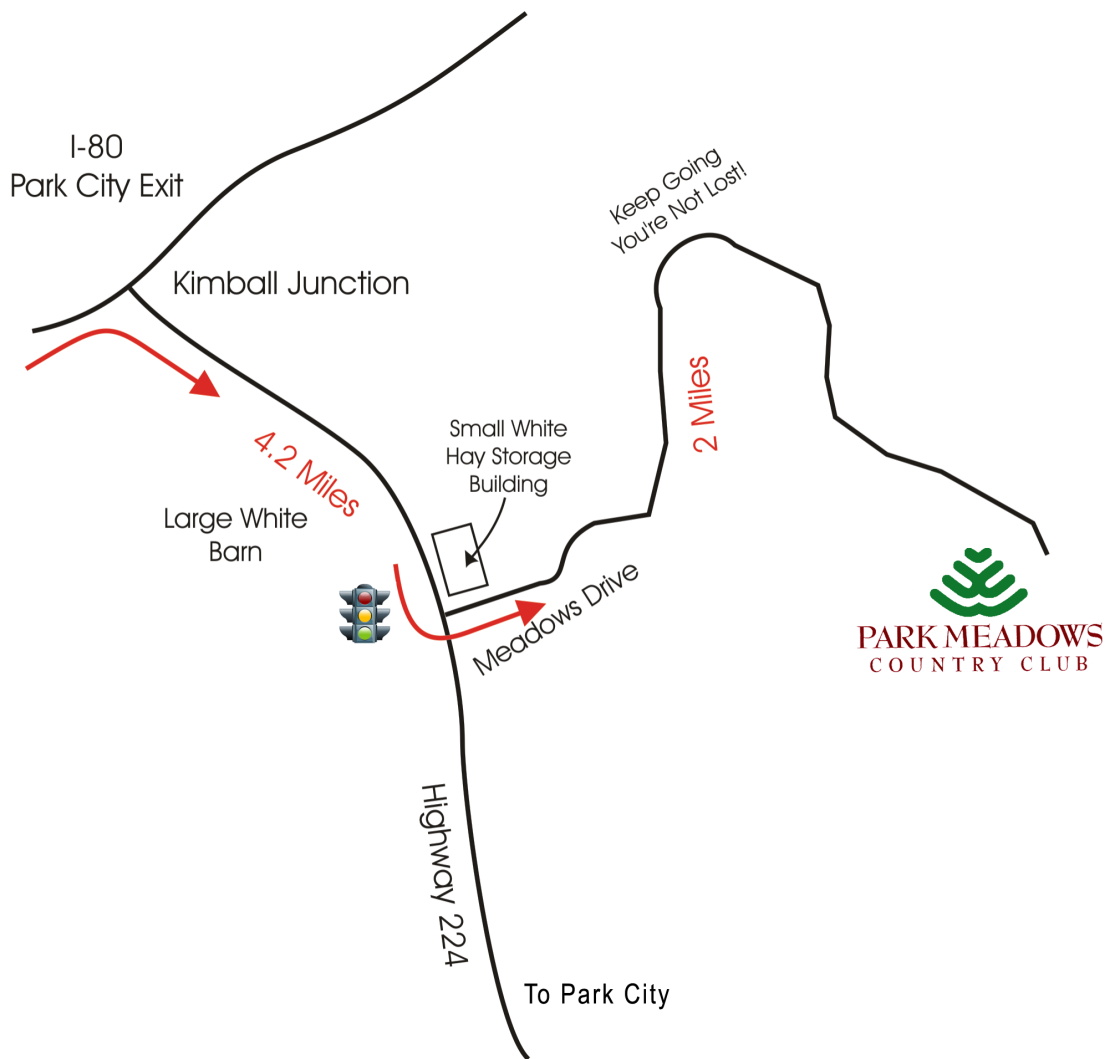 I-80
Park City Exit
Keep Going
You're Not Lost!
Kimball Junction
2 Miles
4.2 Miles
Small White
Hay Storage
Building
Large White
Barn
Meadows Drive
PARK MEADOWS
COUNTRY CLUB
Highway 224
To Park City